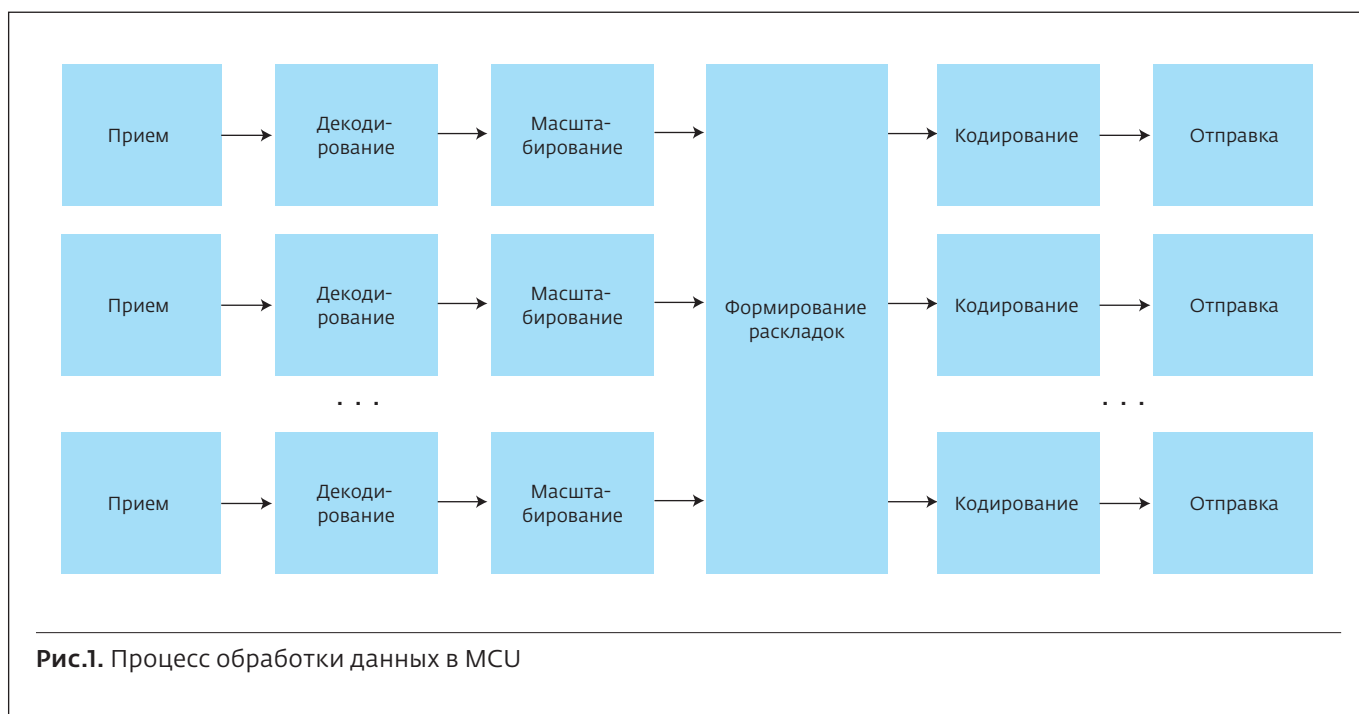 Прием
Декоди-
рование
Масшта-
бирование
Формирование
раскладок
Кодирование
Отправка
Прием
Декоди-
рование
Масшта-
бирование
Кодирование
Отправка
. . .
. . .
Прием
Декоди-
рование
Масшта-
бирование
Кодирование
Отправка
Рис.1. Процесс обработки данных в MCU